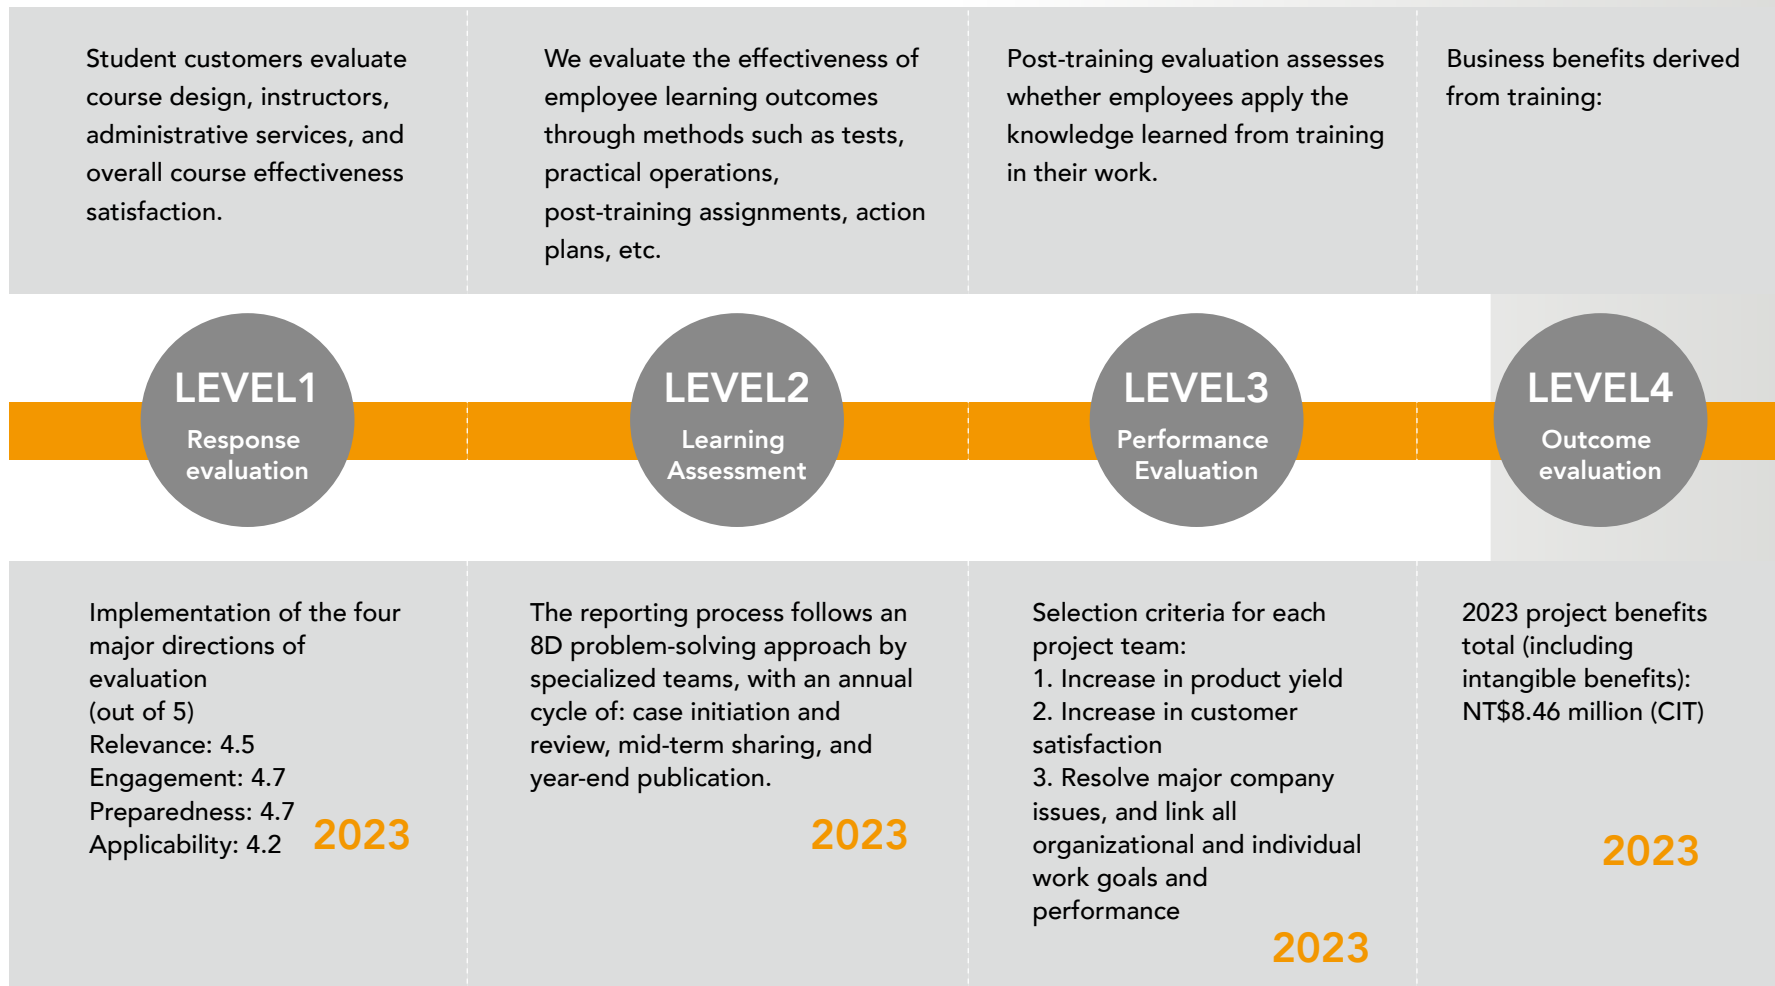 Student customers evaluate
course design, instructors,
administrative services, and
overall course effectiveness
satisfaction.
We evaluate the effectiveness of
employee learning outcomes
through methods such as tests,
practical operations,
post-training assignments, action
plans, etc.
Post-training evaluation assesses
whether employees apply the
knowledge learned from training
in their work.
Business benefits derived
from training:
LEVEL1
Response
evaluation
LEVEL2
Learning
Assessment
LEVEL3
Performance
Evaluation
LEVEL4
Outcome
evaluation
Implementation of the four
major directions of
evaluation
(out of 5)
Relevance: 4.5
Engagement: 4.7
Preparedness: 4.7
Applicability: 4.2
2023
The reporting process follows an
8D problem-solving approach by
specialized teams, with an annual
cycle of: case initiation and
review, mid-term sharing, and
year-end publication.
2023
Selection criteria for each
project team:
1. Increase in product yield
2. Increase in customer
satisfaction
3. Resolve major company
issues, and link all
organizational and individual
work goals and
performance
2023
2023 project benefits
total (including
intangible benefits):
NT$8.46 million (CIT)
2023